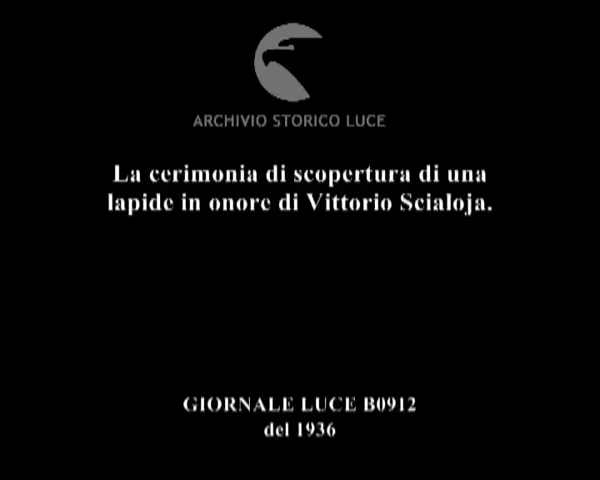 ARCHIVIO STORICO LUCE
La cerimonia di scopertura di una
lapide in onore di Vittorio Scialoja.
GIORNALE LUCE B0912
del 1936